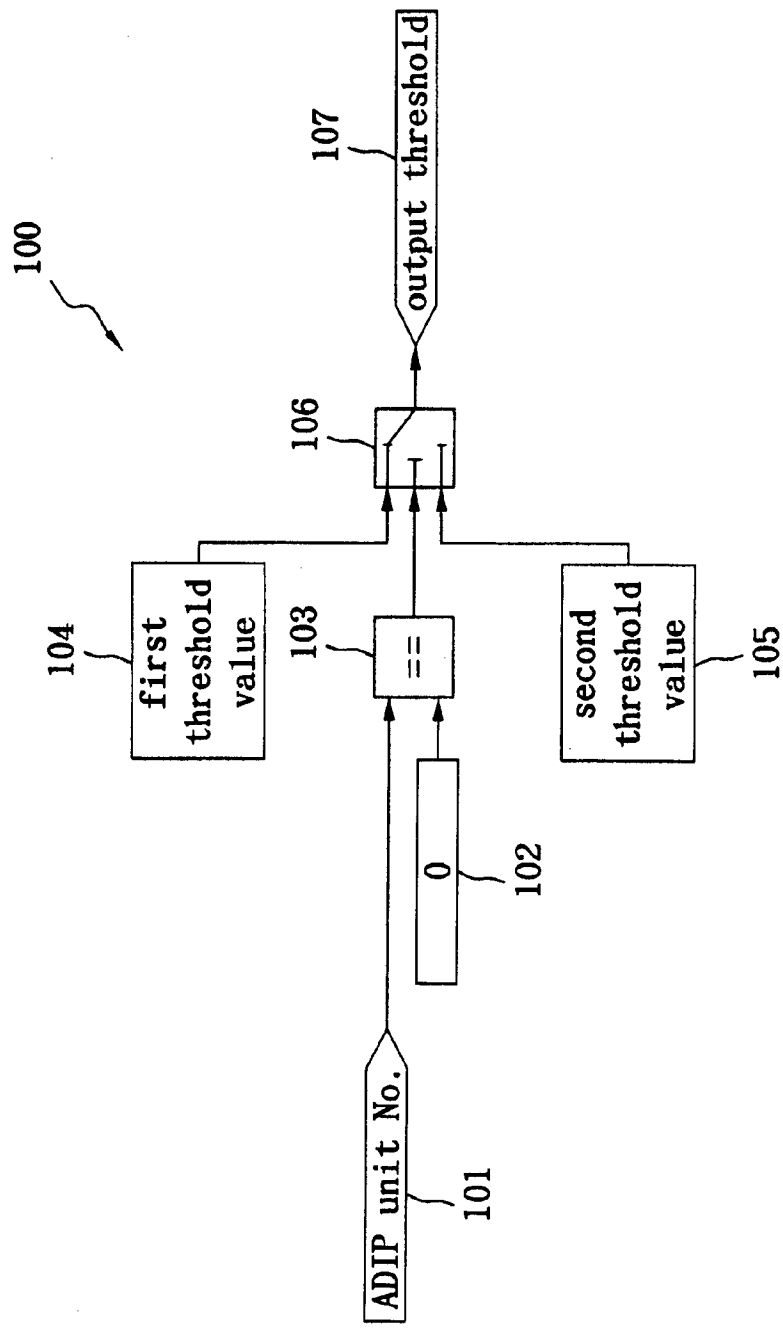 100
ADIP unit No.
101
0
102
103
==
104
first
threshold
value
second
threshold
value
105
106
107
output threshold